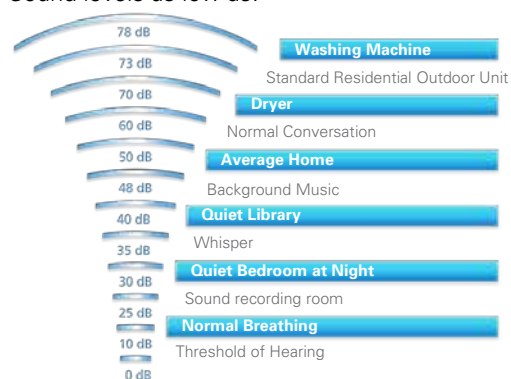 Sound levels as low as:
78 dB
Washing Machine
73 dB
Standard Residential Outdoor Unit
70 dB
Dryer
60 dB
Normal Conversation
50 dB
Average Home
48 dB
Background Music
40 dB
Quiet Library
35 dB
Whisper
30 dB
Quiet Bedroom at Night
25 dB
Sound recording room
10 dB
Normal Breathing
0 dB
Threshold of Hearing